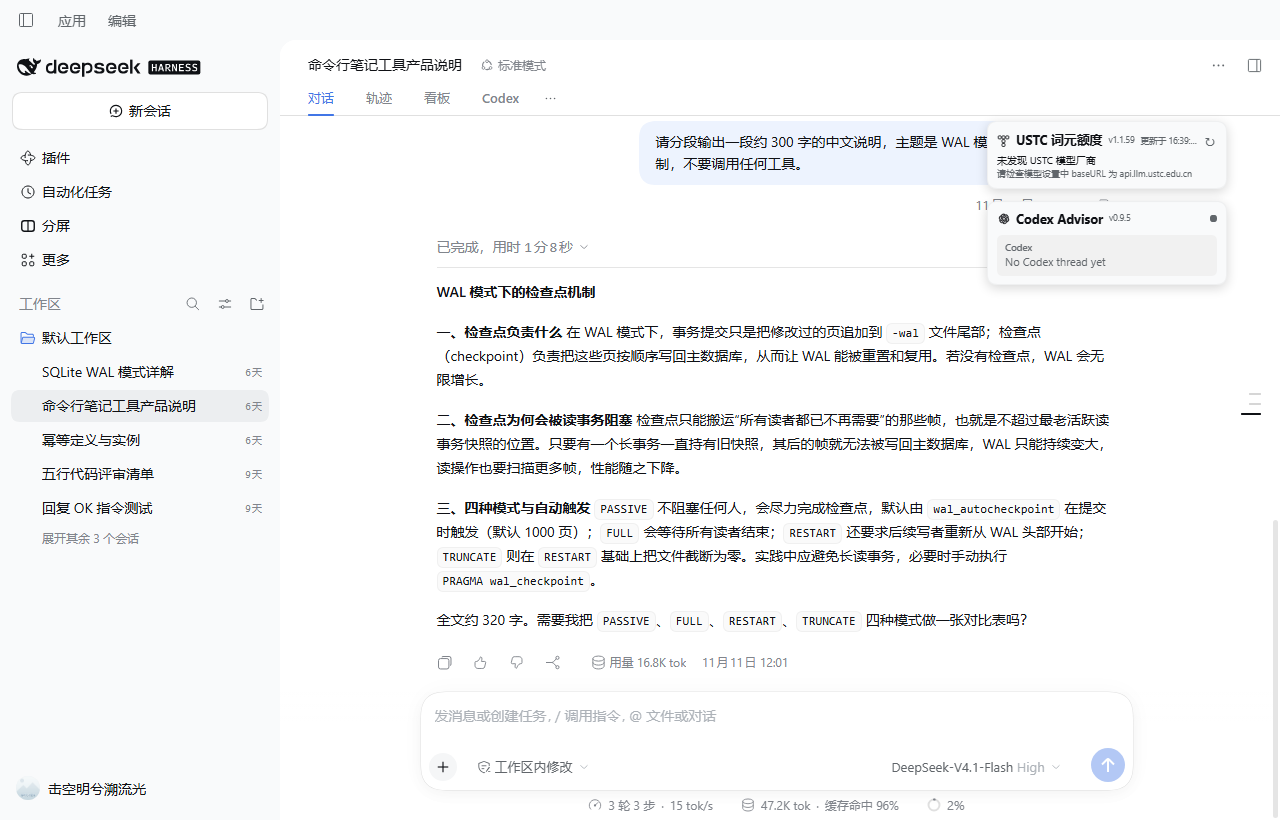 应用 编辑
deepseek HARNESS
新会话
插件
自动化任务
分屏
更多
工作区
默认工作区
SQLite WAL 模式详解 6天
命令行笔记工具产品说明 6天
幂等定义与实例 6天
五行代码评审清单 9天
回复 OK 指令测试 9天
展开其余 3 个会话
击空明兮溯流光
命令行笔记工具产品说明 标准模式
对话 轨迹 看板 Codex
请分段输出一段约 300 字的中文说明，主题是 WAL 模
制，不要调用任何工具。
11
USTC 词元额度 v1.1.59 更新于 16:39:...
未发现 USTC 模型厂商
请检查模型设置中 baseURL 为 api.llm.ustc.edu.cn
Codex Advisor v0.9.5
Codex
No Codex thread yet
已完成，用时 1 分 8 秒
WAL 模式下的检查点机制
一、检查点负责什么 在 WAL 模式下，事务提交只是把修改过的页追加到 -wal 文件尾部；检查点
（checkpoint）负责把这些页按顺序写回主数据库，从而让 WAL 能被重置和复用。若没有检查点，WAL 会无
限增长。
二、检查点为何会被读事务阻塞 检查点只能搬运“所有读者都已不再需要”的那些帧，也就是不超过最老活跃读
事务快照的位置。只要有一个长事务一直持有旧快照，其后的帧就无法被写回主数据库，WAL 只能持续变大，
读操作也要扫描更多帧，性能随之下降。
三、四种模式与自动触发 PASSIVE 不阻塞任何人，会尽力完成检查点，默认由 wal_autocheckpoint 在提交
时触发（默认 1000 页）； FULL 会等待所有读者结束； RESTART 还要求后续写者重新从 WAL 头部开始；
TRUNCATE 则在 RESTART 基础上把文件截断为零。实践中应避免长读事务，必要时手动执行
PRAGMA wal_checkpoint 。
全文约 320 字。需要我把 PASSIVE 、 FULL 、 RESTART 、 TRUNCATE 四种模式做一张对比表吗？
用量 16.8K tok 11月11日 12:01
发消息或创建任务, / 调用指令, @ 文件或对话
工作区内修改 DeepSeek-V4.1-Flash High
3 轮 3 步 · 15 tok/s 47.2K tok · 缓存命中 96% 2%